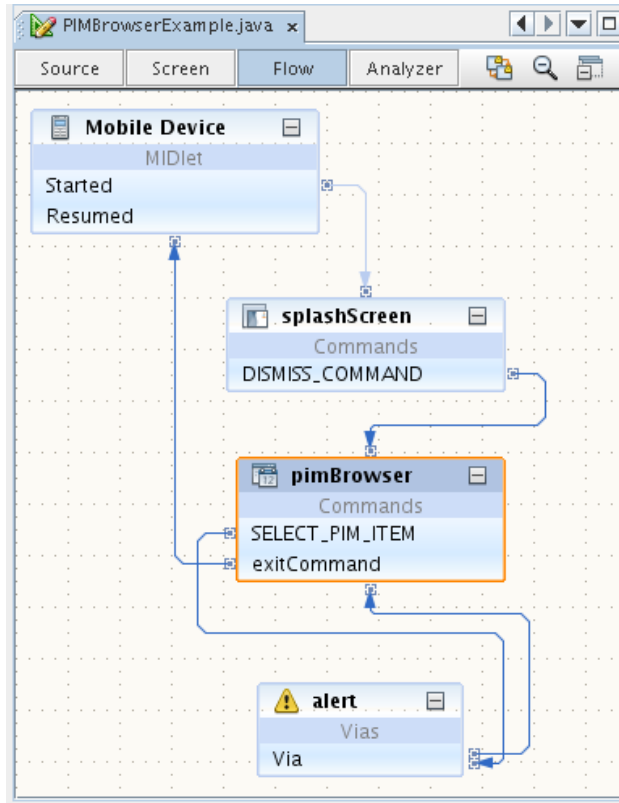 PIMBrowserExample.java x
Source Screen Flow Analyzer
Mobile Device
MIDlet
Started
Resumed
splashScreen
Commands
DISMISS_COMMAND
12 pimBrowser
Commands
SELECT_PIM_ITEM
exitCommand
alert
Vias
Via